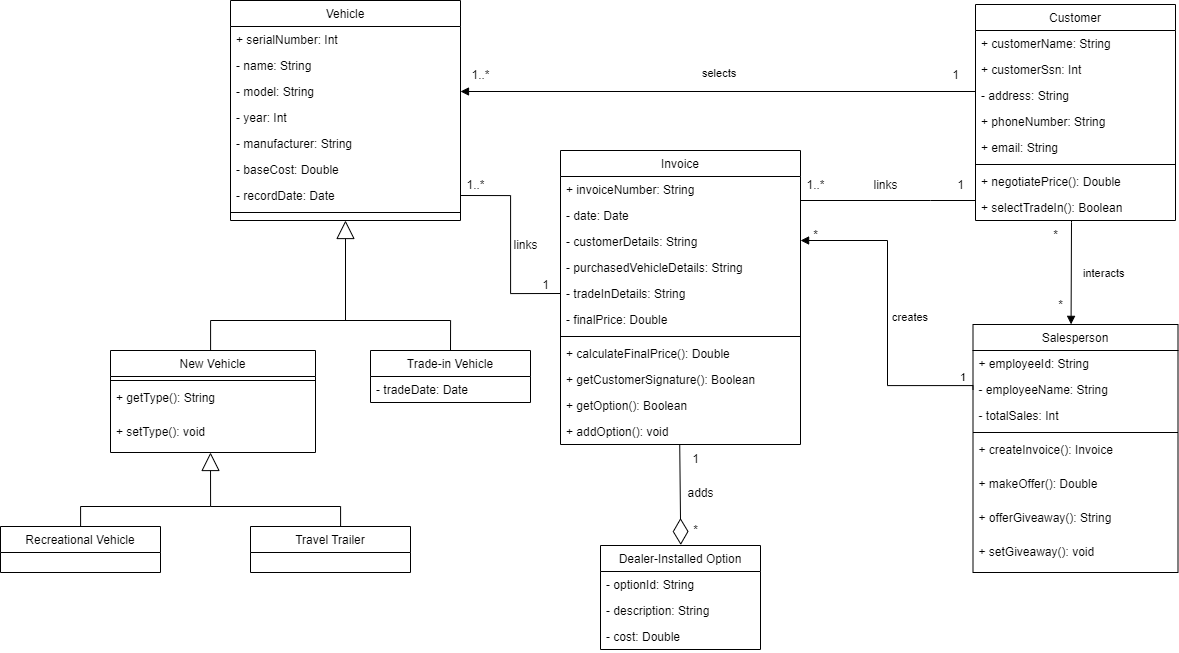 Vehicle
+ serialNumber: Int
- name: String
- model: String
- year: Int
- manufacturer: String
- baseCost: Double
- recordDate: Date
1..*
selects
1
Customer
+ customerName: String
+ customerSsn: Int
- address: String
+ phoneNumber: String
+ email: String
+ negotiatePrice(): Double
+ selectTradeIn(): Boolean
1..*
links
1
Invoice
+ invoiceNumber: String
- date: Date
- customerDetails: String
- purchasedVehicleDetails: String
- tradeInDetails: String
- finalPrice: Double
+ calculateFinalPrice(): Double
+ getCustomerSignature(): Boolean
+ getOption(): Boolean
+ addOption(): void
1..*
links
1
*
creates
1
*
interacts
*
Salesperson
+ employeeId: String
- employeeName: String
- totalSales: Int
+ createInvoice(): Invoice
+ makeOffer(): Double
+ offerGiveaway(): String
+ setGiveaway(): void
New Vehicle
+ getType(): String
+ setType(): void
Trade-in Vehicle
- tradeDate: Date
Recreational Vehicle
Travel Trailer
1
adds
*
Dealer-Installed Option
- optionId: String
- description: String
- cost: Double